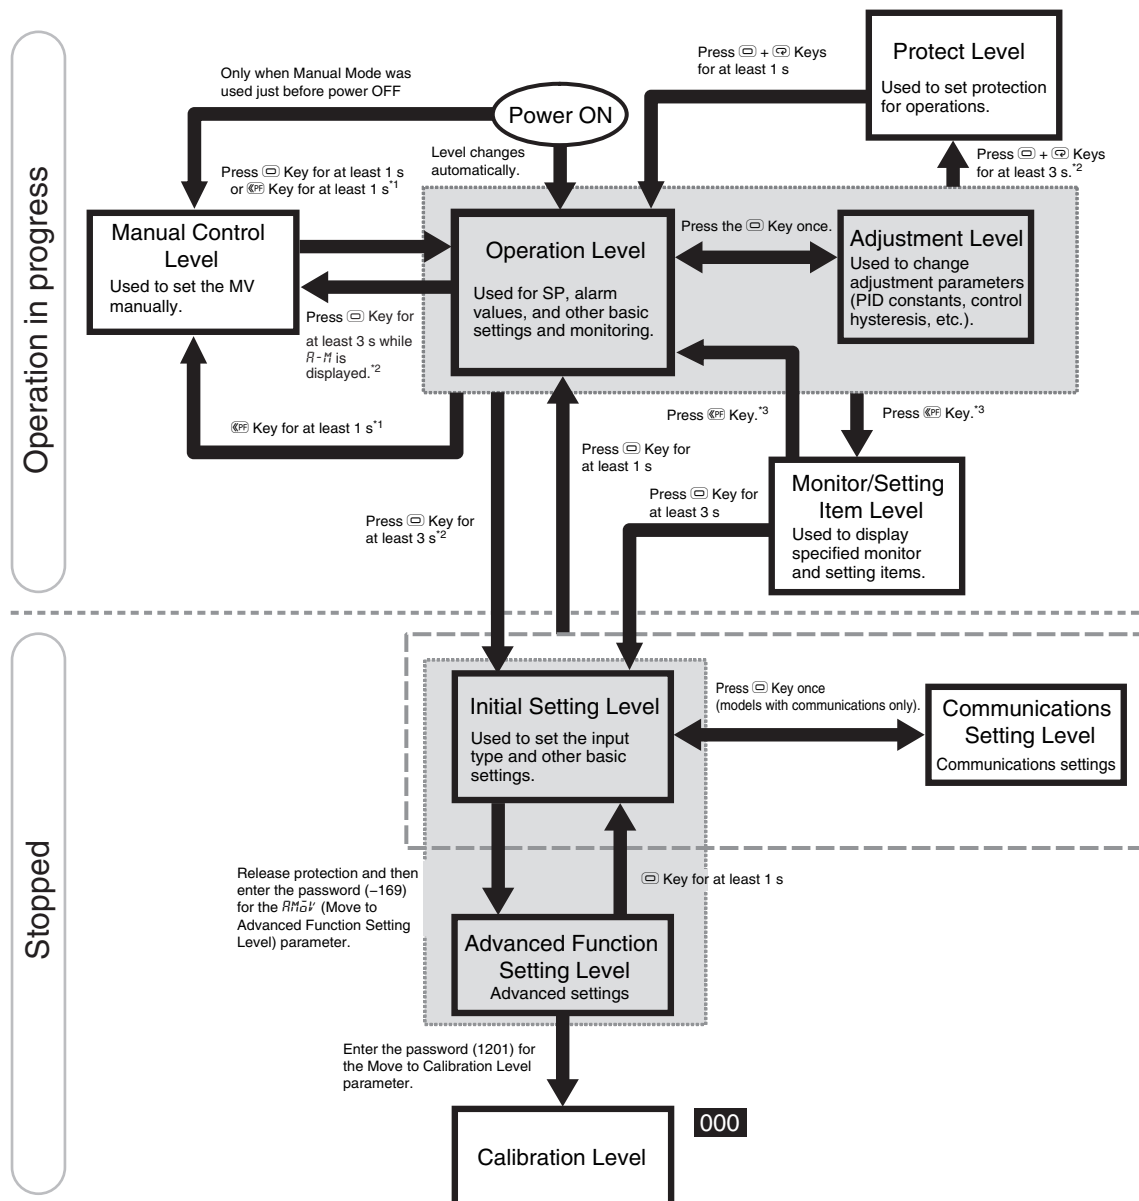 Operation in progress
Only when Manual Mode was
used just before power OFF
Power ON
Level changes
automatically.
Press Key for at least 1 s
or PF Key for at least 1 s*1
Press + Keys
for at least 1 s
Protect Level
Used to set protection
for operations.
Press + Keys
for at least 3 s.*2
Manual Control
Level
Used to set the MV
manually.
Operation Level
Used for SP, alarm
values, and other basic
settings and monitoring.
Press the Key once.
Adjustment Level
Used to change
adjustment parameters
(PID constants, control
hysteresis, etc.).
Press Key for
at least 3 s while
A-M is
displayed.*2
PF Key for at least 1 s*1
Press PF Key.*3
Press PF Key.*3
Press Key for
at least 1 s
Press Key for
at least 3 s*2
Press Key for
at least 3 s
Monitor/Setting
Item Level
Used to display
specified monitor
and setting items.
Stopped
Initial Setting Level
Used to set the input
type and other basic
settings.
Press Key once
(models with communications only).
Communications
Setting Level
Communications settings
Release protection and then
enter the password (–169)
for the AMoV (Move to
Advanced Function Setting
Level) parameter.
Key for at least 1 s
Advanced Function
Setting Level
Advanced settings
Enter the password (1201) for
the Move to Calibration Level
parameter.
Calibration Level
000